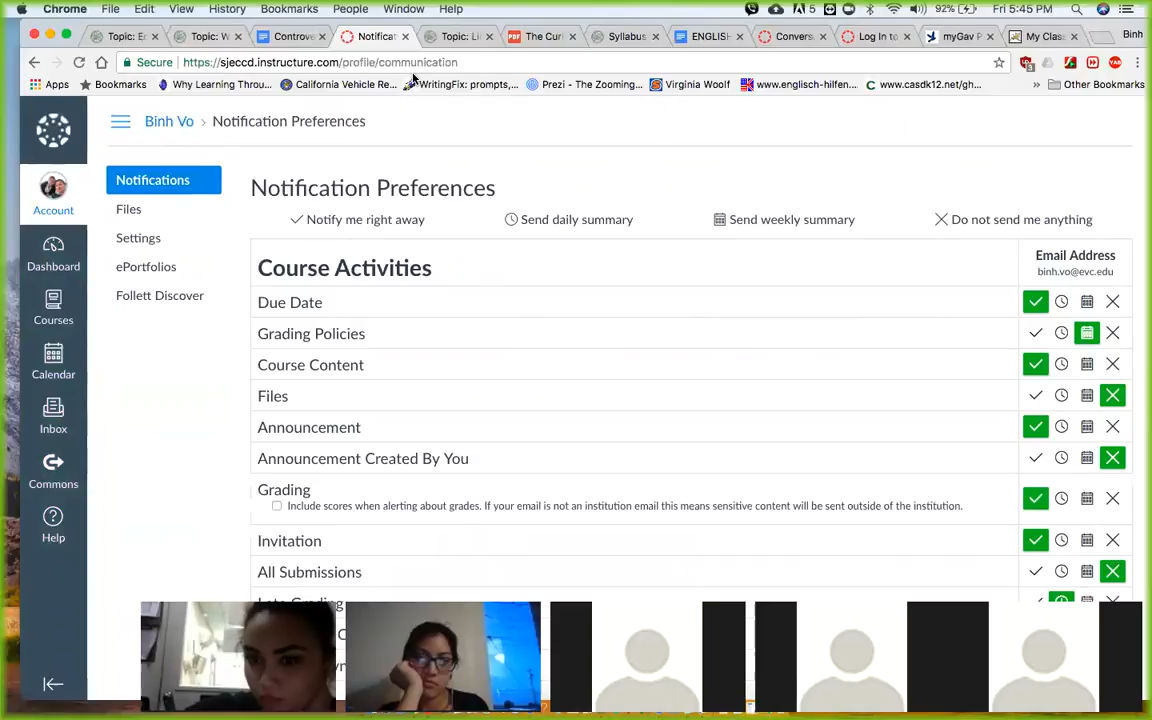 Chrome File Edit View History Bookmarks People Window Help 5 92% Fri 5:45 PM
Topic: Topic: W Controve Notificat Topic: Li The Cur Syllabus ENGLISH Convers Log In to myGav My Clas Binh
Secure https://sjeccd.instructure.com/profile/communication
Apps Bookmarks Why Learning Throu... California Vehicle Re... WritingFix: prompts,... Prezi - The Zooming... Virginia Woolf www.englisch-hilfen... www.casdk12.net/gh... » Other Bookmarks
Binh Vo › Notification Preferences
Account
Dashboard
Courses
Calendar
Inbox
Commons
Help
Notifications
Files
Settings
ePortfolios
Follett Discover
Notification Preferences
Notify me right away Send daily summary Send weekly summary Do not send me anything
Course Activities
Email Address
binh.vo@evc.edu
Due Date
Grading Policies
Course Content
Files
Announcement
Announcement Created By You
Grading
Include scores when alerting about grades. If your email is not an institution email this means sensitive content will be sent outside of the institution.
Invitation
All Submissions
Late Grading